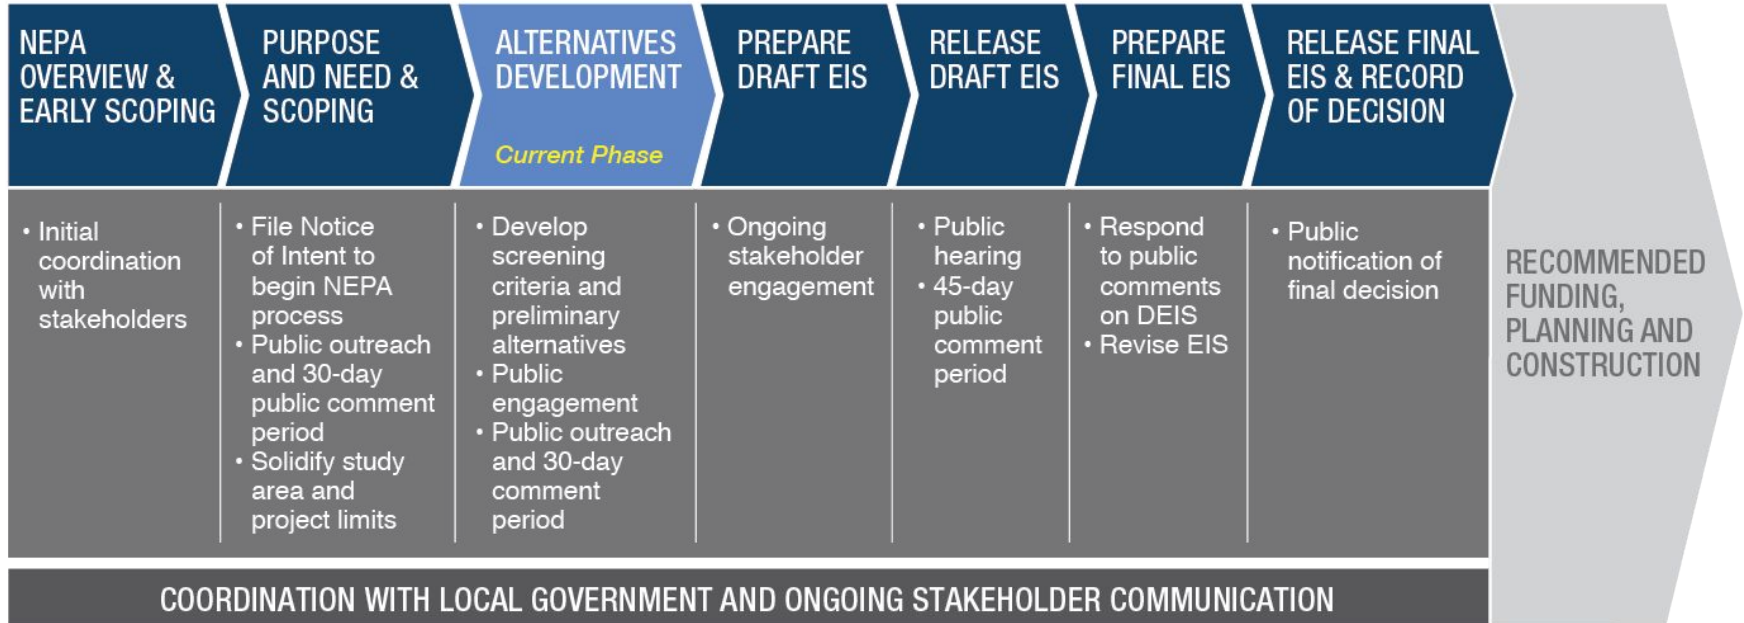 NEPA
OVERVIEW &
EARLY SCOPING
PURPOSE
AND NEED &
SCOPING
ALTERNATIVES
DEVELOPMENT
Current Phase
PREPARE
DRAFT EIS
RELEASE
DRAFT EIS
PREPARE
FINAL EIS
RELEASE FINAL
EIS & RECORD
OF DECISION
• Initial
coordination
with
stakeholders
• File Notice
of Intent to
begin NEPA
process
• Public outreach
and 30-day
public comment
period
• Solidify study
area and
project limits
• Develop
screening
criteria and
preliminary
alternatives
• Public
engagement
• Public outreach
and 30-day
comment
period
• Ongoing
stakeholder
engagement
• Public
hearing
• 45-day
public
comment
period
• Respond
to public
comments
on DEIS
• Revise EIS
• Public
notification of
final decision
RECOMMENDED
FUNDING,
PLANNING AND
CONSTRUCTION
COORDINATION WITH LOCAL GOVERNMENT AND ONGOING STAKEHOLDER COMMUNICATION